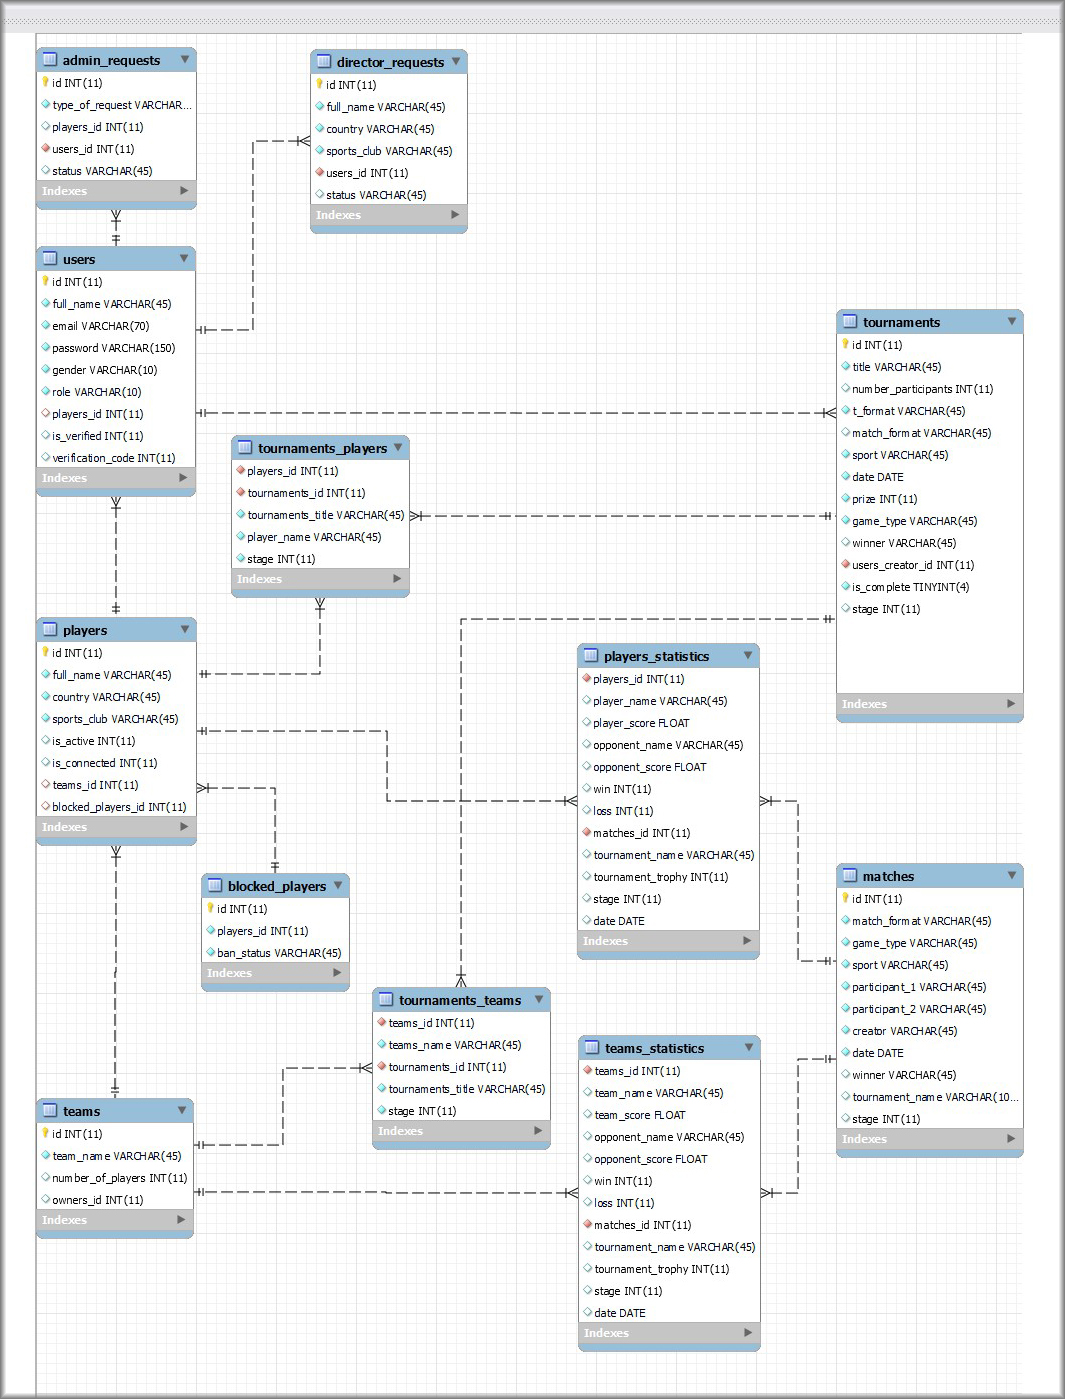 admin_requests
id INT(11)
type_of_request VARCHAR...
players_id INT(11)
users_id INT(11)
status VARCHAR(45)
Indexes
director_requests
id INT(11)
full_name VARCHAR(45)
country VARCHAR(45)
sports_club VARCHAR(45)
users_id INT(11)
status VARCHAR(45)
Indexes
users
id INT(11)
full_name VARCHAR(45)
email VARCHAR(70)
password VARCHAR(150)
gender VARCHAR(10)
role VARCHAR(10)
players_id INT(11)
is_verified INT(11)
verification_code INT(11)
Indexes
tournaments
id INT(11)
title VARCHAR(45)
number_participants INT(11)
t_format VARCHAR(45)
match_format VARCHAR(45)
sport VARCHAR(45)
date DATE
prize INT(11)
game_type VARCHAR(45)
winner VARCHAR(45)
users_creator_id INT(11)
is_complete TINYINT(4)
stage INT(11)
Indexes
tournaments_players
players_id INT(11)
tournaments_id INT(11)
tournaments_title VARCHAR(45)
player_name VARCHAR(45)
stage INT(11)
Indexes
players
id INT(11)
full_name VARCHAR(45)
country VARCHAR(45)
sports_club VARCHAR(45)
is_active INT(11)
is_connected INT(11)
teams_id INT(11)
blocked_players_id INT(11)
Indexes
players_statistics
players_id INT(11)
player_name VARCHAR(45)
player_score FLOAT
opponent_name VARCHAR(45)
opponent_score FLOAT
win INT(11)
loss INT(11)
matches_id INT(11)
tournament_name VARCHAR(45)
tournament_trophy INT(11)
stage INT(11)
date DATE
Indexes
blocked_players
id INT(11)
players_id INT(11)
ban_status VARCHAR(45)
Indexes
matches
id INT(11)
match_format VARCHAR(45)
game_type VARCHAR(45)
sport VARCHAR(45)
participant_1 VARCHAR(45)
participant_2 VARCHAR(45)
creator VARCHAR(45)
date DATE
winner VARCHAR(45)
tournament_name VARCHAR(10...
stage INT(11)
Indexes
tournaments_teams
teams_id INT(11)
teams_name VARCHAR(45)
tournaments_id INT(11)
tournaments_title VARCHAR(45)
stage INT(11)
Indexes
teams_statistics
teams_id INT(11)
team_name VARCHAR(45)
team_score FLOAT
opponent_name VARCHAR(45)
opponent_score FLOAT
win INT(11)
loss INT(11)
matches_id INT(11)
tournament_name VARCHAR(45)
tournament_trophy INT(11)
stage INT(11)
date DATE
Indexes
teams
id INT(11)
team_name VARCHAR(45)
number_of_players INT(11)
owners_id INT(11)
Indexes